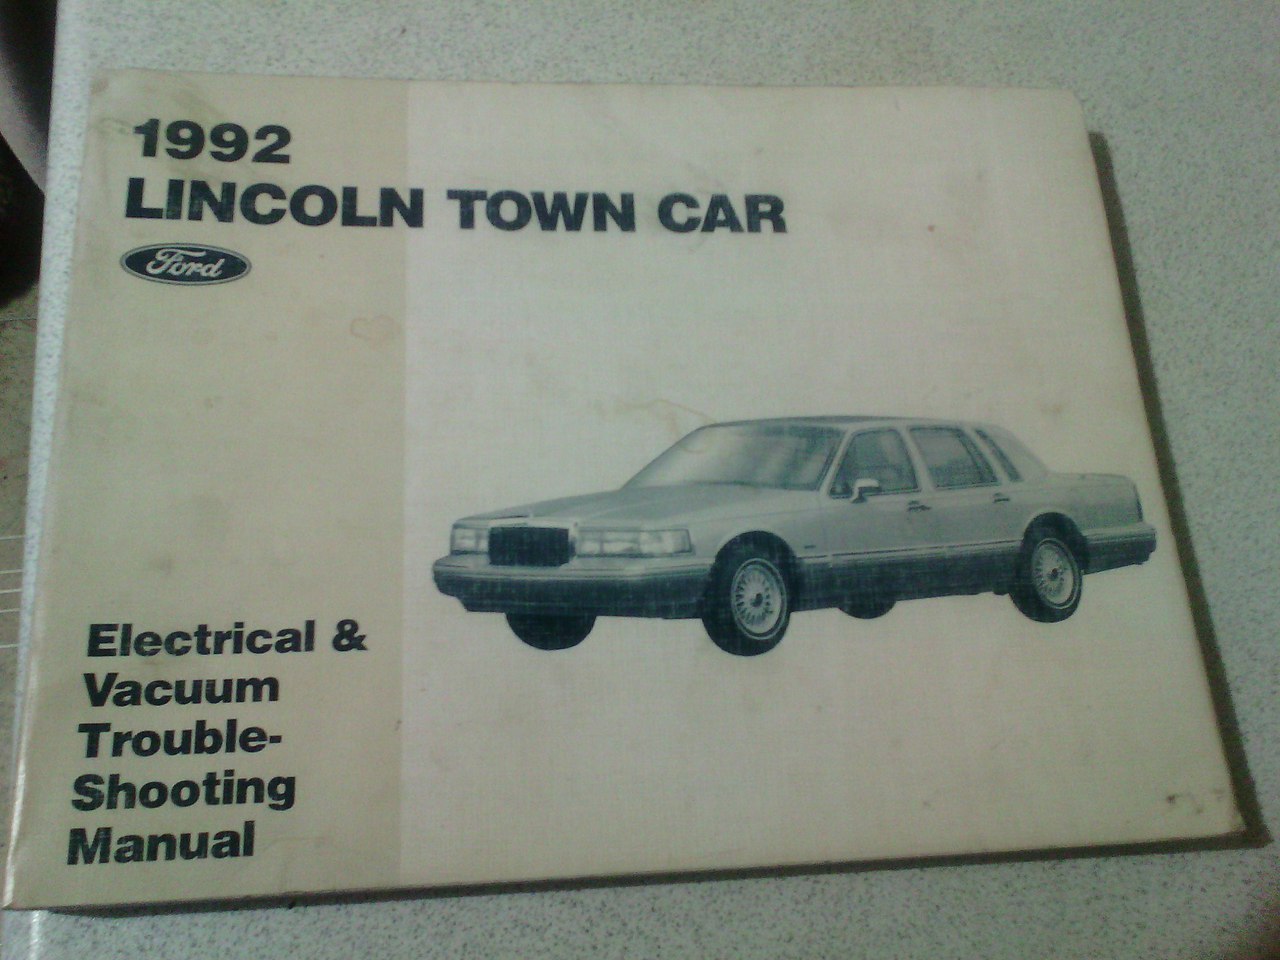 1992
LINCOLN TOWN CAR
Ford
Electrical &
Vacuum
Trouble-
Shooting
Manual